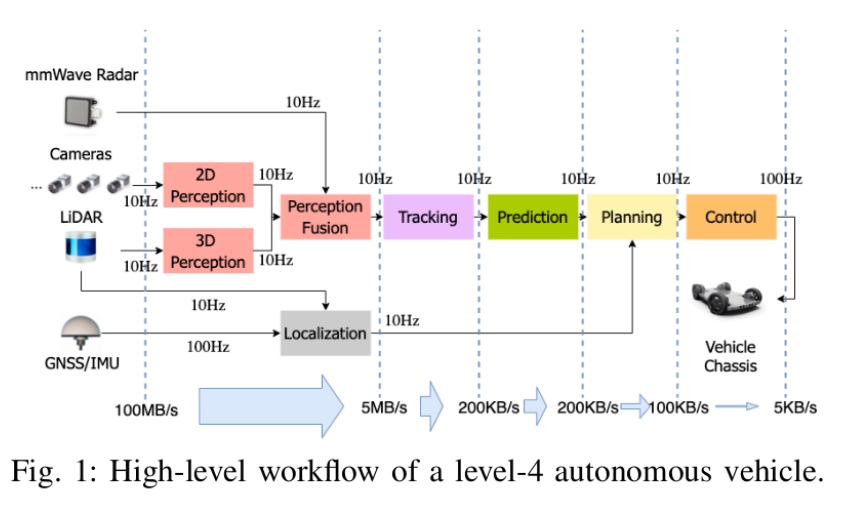 mmWave Radar
10Hz
Cameras
...
10Hz
2D
Perception
10Hz
LiDAR
10Hz
3D
Perception
10Hz
Perception
Fusion
10Hz
Tracking
10Hz
Prediction
10Hz
Planning
10Hz
Control
100Hz
10Hz
Localization
10Hz
100Hz
GNSS/IMU
Vehicle
Chassis
100MB/s
5MB/s
200KB/s
200KB/s
100KB/s
5KB/s
Fig. 1: High-level workflow of a level-4 autonomous vehicle.